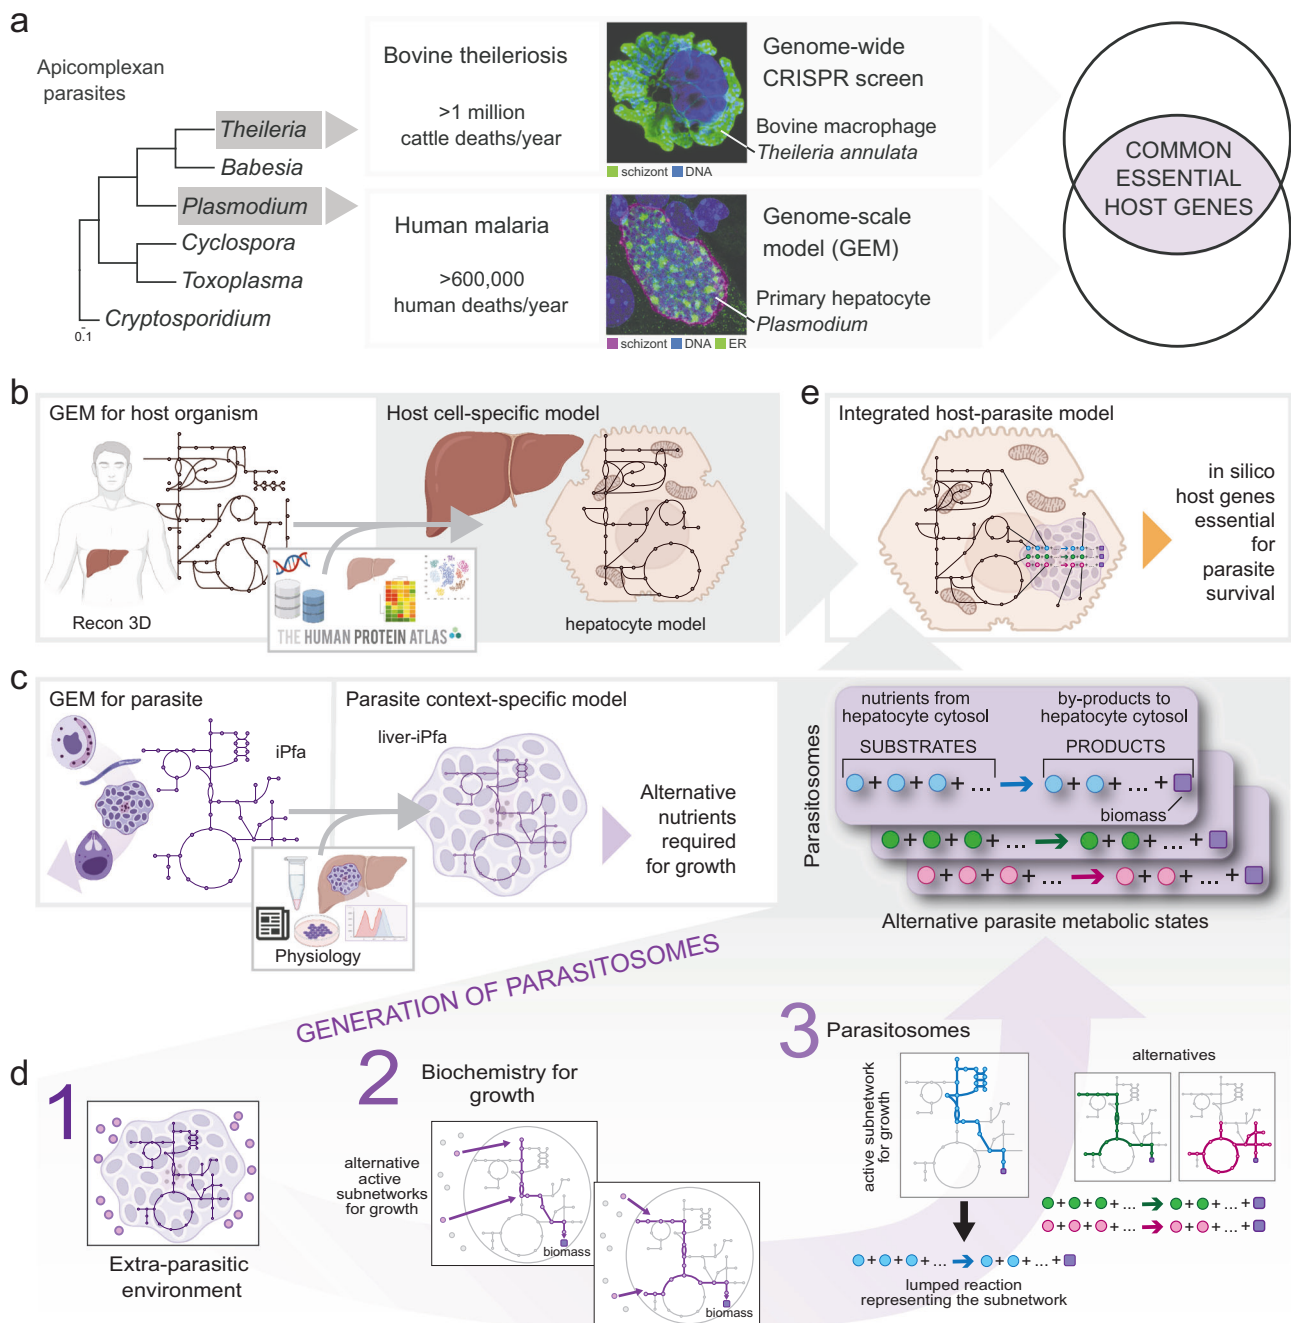 a
Apicomplexan
parasites
Theileria
Babesia
Plasmodium
Cyclospora
Toxoplasma
Cryptosporidium
0.1
Bovine theileriosis
>1 million
cattle deaths/year
schizont DNA
Genome-wide
CRISPR screen
Bovine macrophage
Theileria annulata
Human malaria
>600,000
human deaths/year
schizont DNA ER
Genome-scale
model (GEM)
Primary hepatocyte
Plasmodium
COMMON
ESSENTIAL
HOST GENES
b
GEM for host organism
Recon 3D
Host cell-specific model
THE HUMAN PROTEIN ATLAS
hepatocyte model
e
Integrated host-parasite model
in silico
host genes
essential
for
parasite
survival
c
GEM for parasite
iPfa
Parasite context-specific model
liver-iPfa
Physiology
Alternative
nutrients
required
for growth
Parasitosomes
nutrients from
hepatocyte cytosol
by-products to
hepatocyte cytosol
SUBSTRATES
PRODUCTS
+ + + ... + ... +
biomass
+ + + ... + ... +
+ + + ... + ... +
Alternative parasite metabolic states
GENERATION OF PARASITOSOMES
d
1
Extra-parasitic
environment
2
Biochemistry for
growth
alternative
active
subnetworks
for growth
biomass
biomass
3
Parasitosomes
active subnetwork
for growth
alternatives
+ + + ... + ... +
+ + + ... + ... +
+ + + ... + ... +
lumped reaction
representing the subnetwork